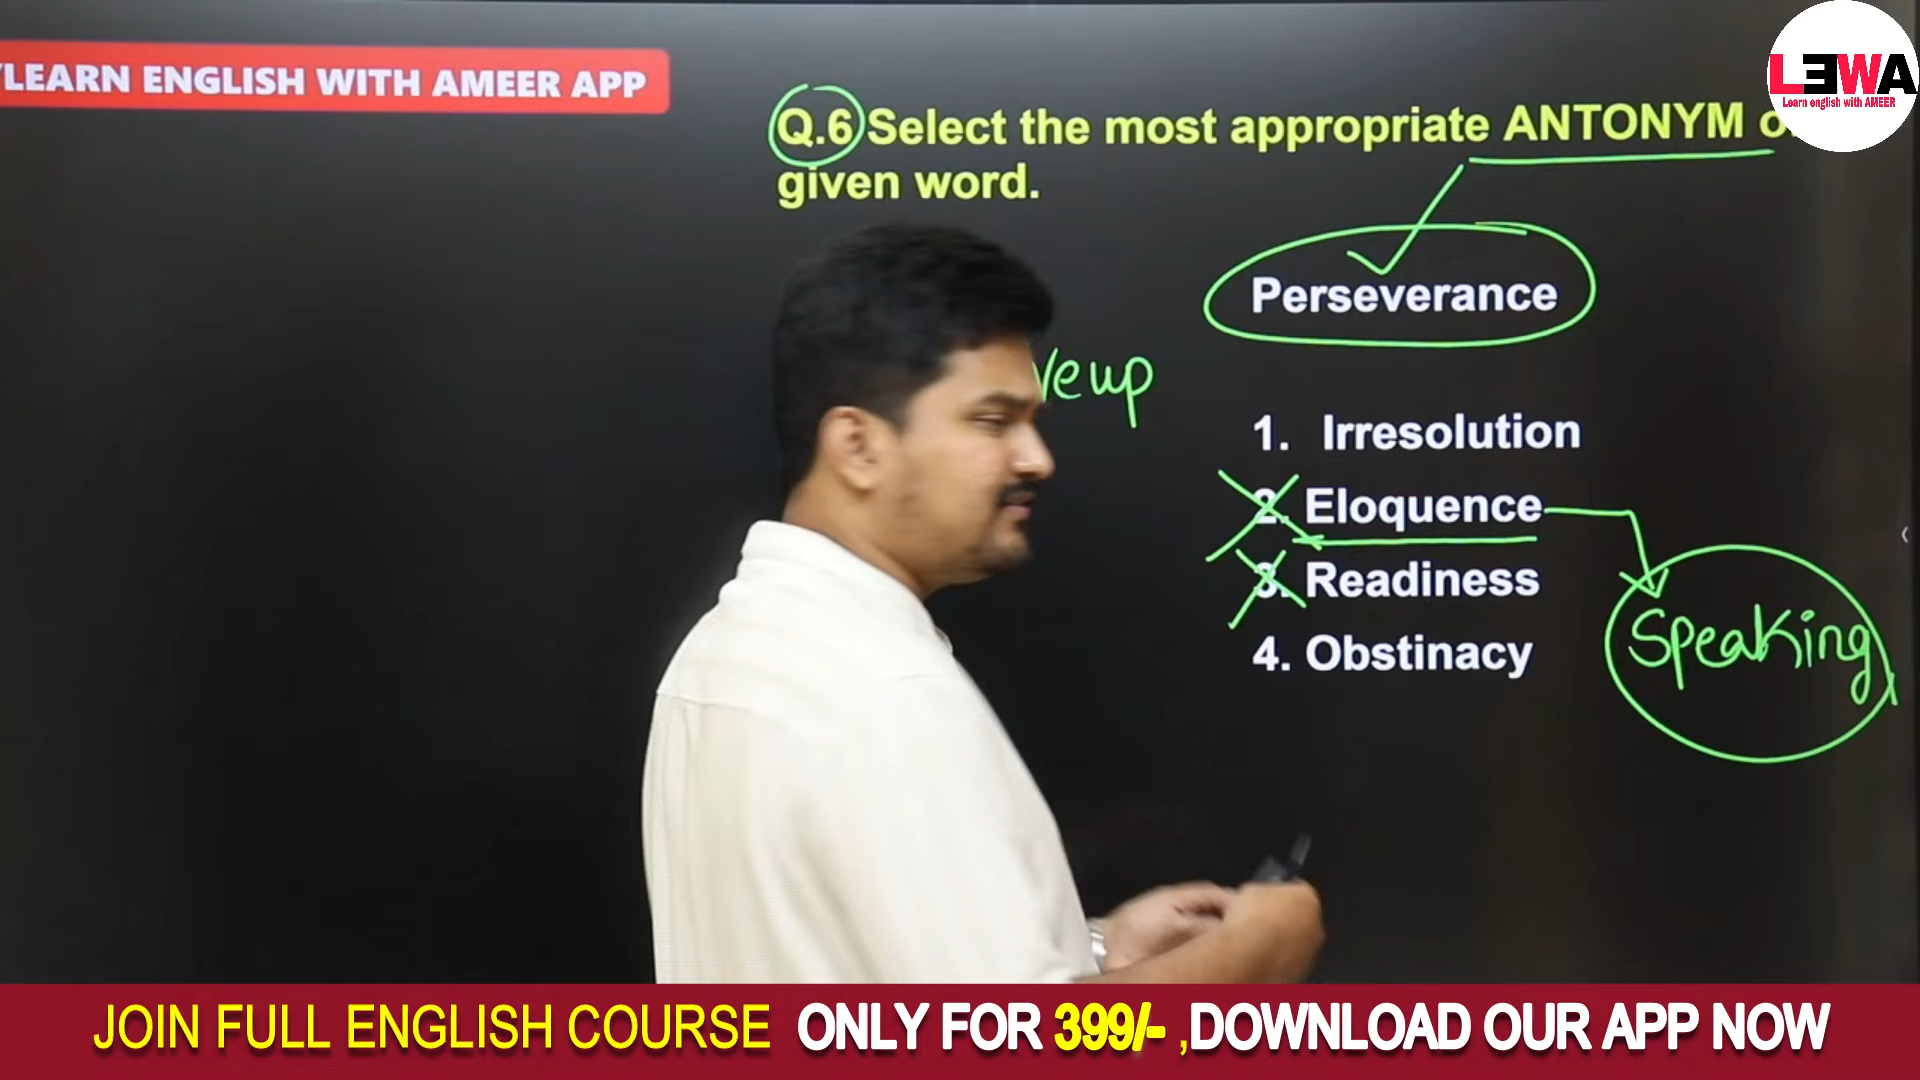 LEARN ENGLISH WITH AMEER APP
LEWA
Learn english with AMEER
Q.6 Select the most appropriate ANTONYM
given word.
Perseverance
up
1. Irresolution
2. Eloquence
3. Readiness
4. Obstinacy
Speaking
JOIN FULL ENGLISH COURSE ONLY FOR 399/- ,DOWNLOAD OUR APP NOW